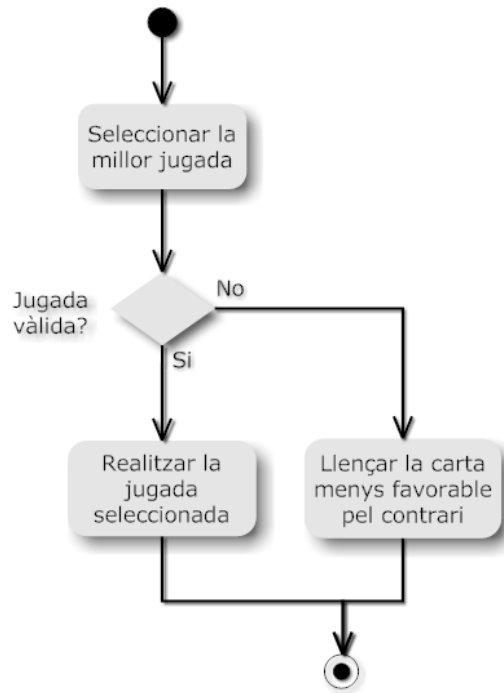 Seleccionar la
millor jugada
Jugada
vàlida?
No
Si
Realitzar la
jugada
seleccionada
Llençar la carta
menys favorable
pel contrari